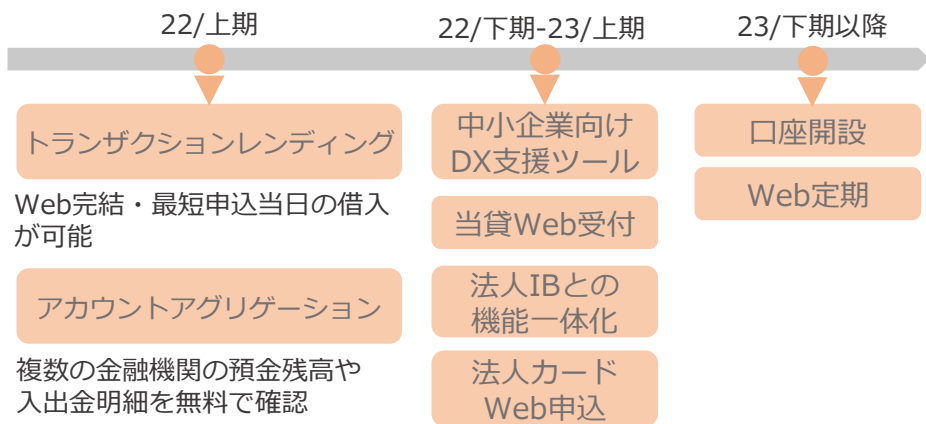 22/上期
22/下期-23/上期
23/下期以降
トランザクションレンディング
Web完結・最短申込当日の借入
が可能
アカウントアグリゲーション
複数の金融機関の預金残高や
入出金明細を無料で確認
中小企業向け
DX支援ツール
当貸Web受付
法人IBとの
機能一体化
法人カード
Web申込
口座開設
Web定期